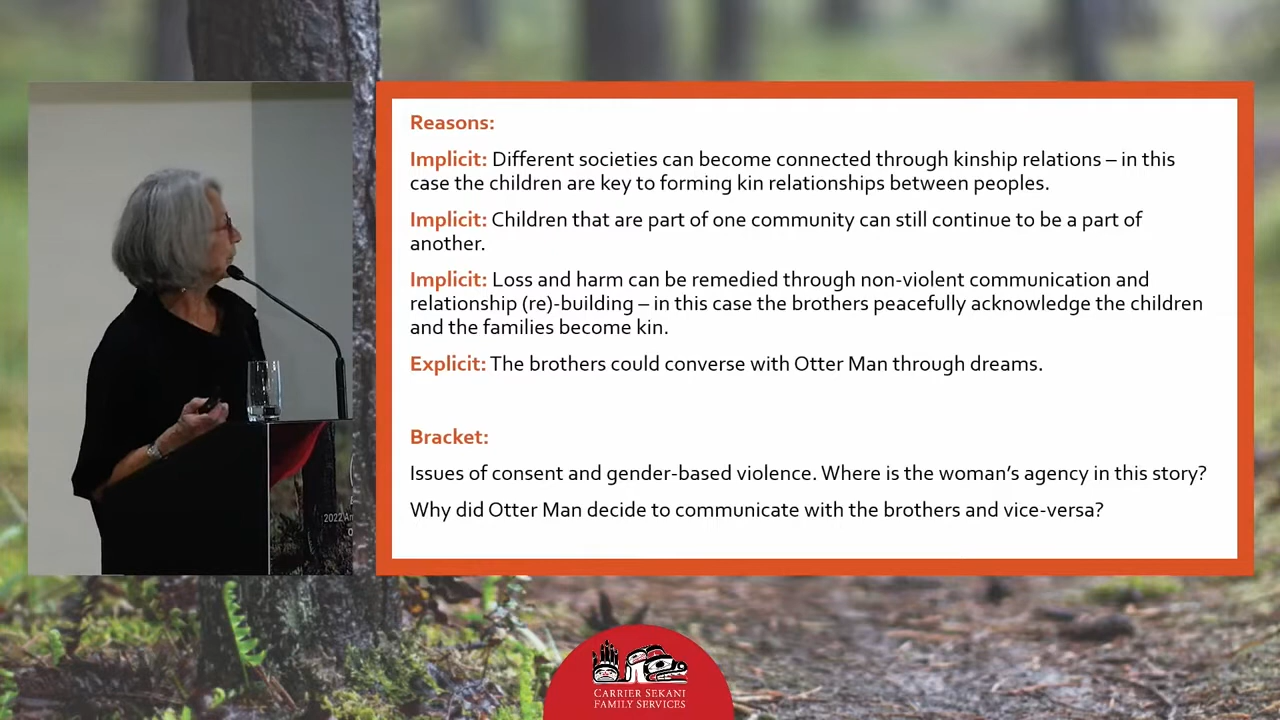 Reasons:
Implicit: Different societies can become connected through kinship relations – in this
case the children are key to forming kin relationships between peoples.
Implicit: Children that are part of one community can still continue to be a part of
another.
Implicit: Loss and harm can be remedied through non-violent communication and
relationship (re)-building – in this case the brothers peacefully acknowledge the children
and the families become kin.
Explicit: The brothers could converse with Otter Man through dreams.
Bracket:
Issues of consent and gender-based violence. Where is the woman's agency in this story?
Why did Otter Man decide to communicate with the brothers and vice-versa?
2022
CARRIER SEKANI
FAMILY SERVICES